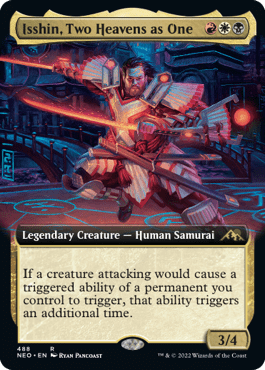 Isshin, Two Heavens as One
Legendary Creature — Human Samurai
If a creature attacking would cause a
triggered ability of a permanent you
control to trigger, that ability triggers
an additional time.
3/4
488 R
NEO • EN RYAN PANCOAST
™ & © 2022 Wizards of the Coast